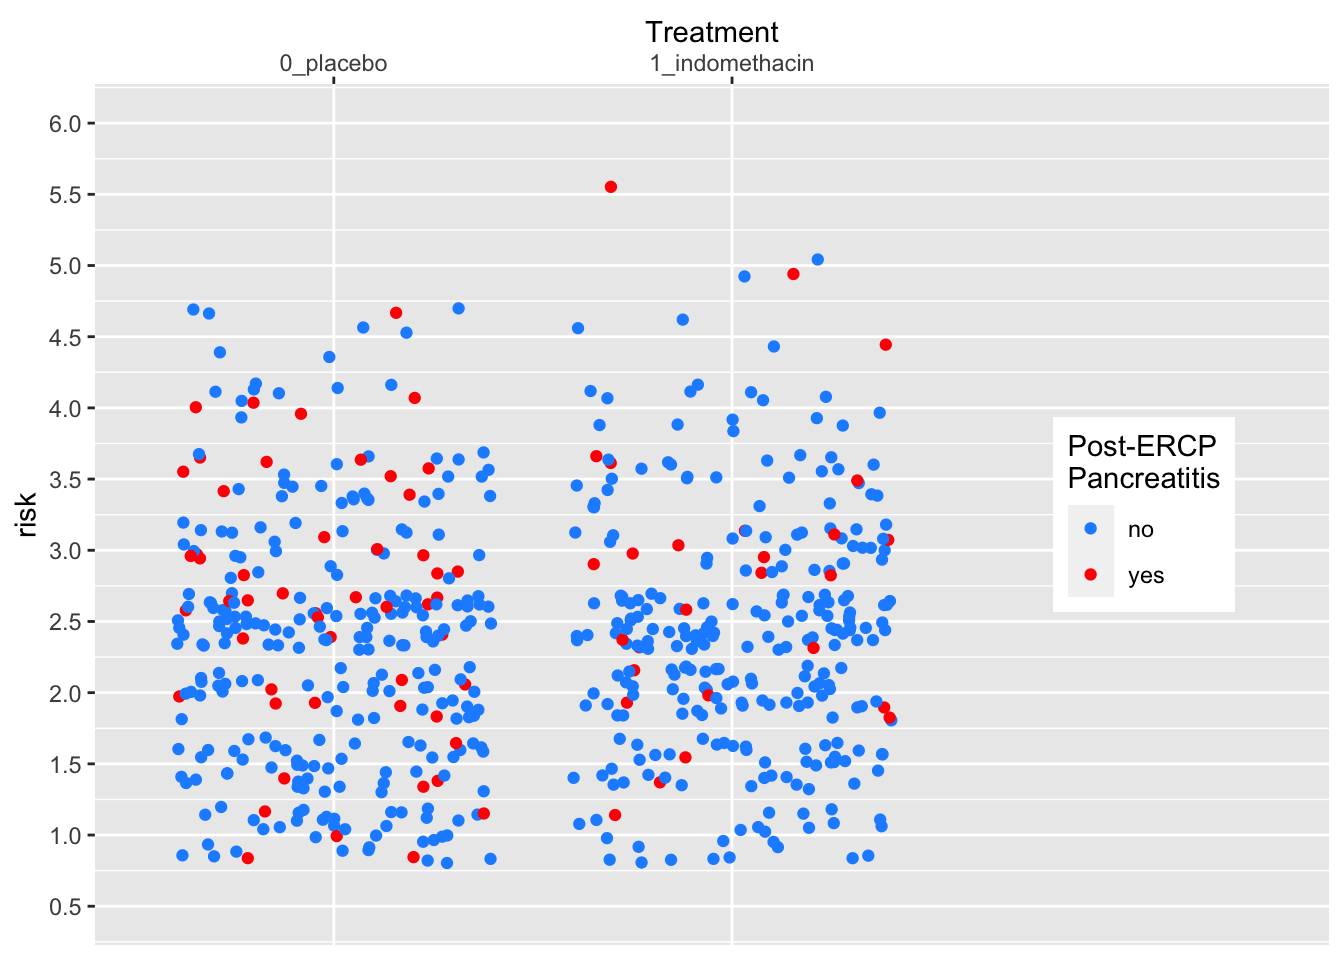 Treatment
0_placebo 1_indomethacin
6.0
5.5
5.0
4.5
4.0
3.5
3.0
2.5
2.0
1.5
1.0
0.5
risk
Post-ERCP
Pancreatitis
no
yes